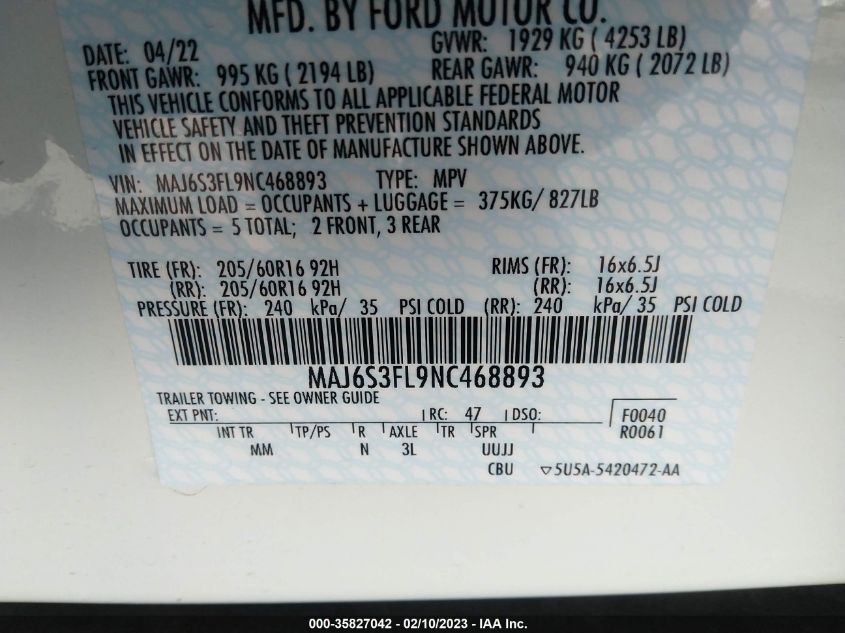 MFD. BY FORD MOTOR CO.
DATE: 04/22 GVWR: 1929 KG ( 4253 LB)
FRONT GAWR: 995 KG ( 2194 LB) REAR GAWR: 940 KG ( 2072 LB)
THIS VEHICLE CONFORMS TO ALL APPLICABLE FEDERAL MOTOR
VEHICLE SAFETY AND THEFT PREVENTION STANDARDS
IN EFFECT ON THE DATE OF MANUFACTURE SHOWN ABOVE.
VIN: MAJ6S3FL9NC468893 TYPE: MPV
MAXIMUM LOAD = OCCUPANTS + LUGGAGE = 375KG/ 827LB
OCCUPANTS = 5 TOTAL; 2 FRONT, 3 REAR
TIRE (FR): 205/60R16 92H RIMS (FR): 16x6.5J
(RR): 205/60R16 92H (RR): 16x6.5J
PRESSURE (FR): 240 kPa/ 35 PSI COLD (RR): 240 kPa/ 35 PSI COLD
MAJ6S3FL9NC468893
TRAILER TOWING - SEE OWNER GUIDE
EXT PNT: RC: 47 DSO: F0040
INT TR TP/PS R AXLE TR SPR R0061
MM N 3L UUJJ
CBU ▽5U5A-5420472-AA
000-35827042 - 02/10/2023 - IAA Inc.